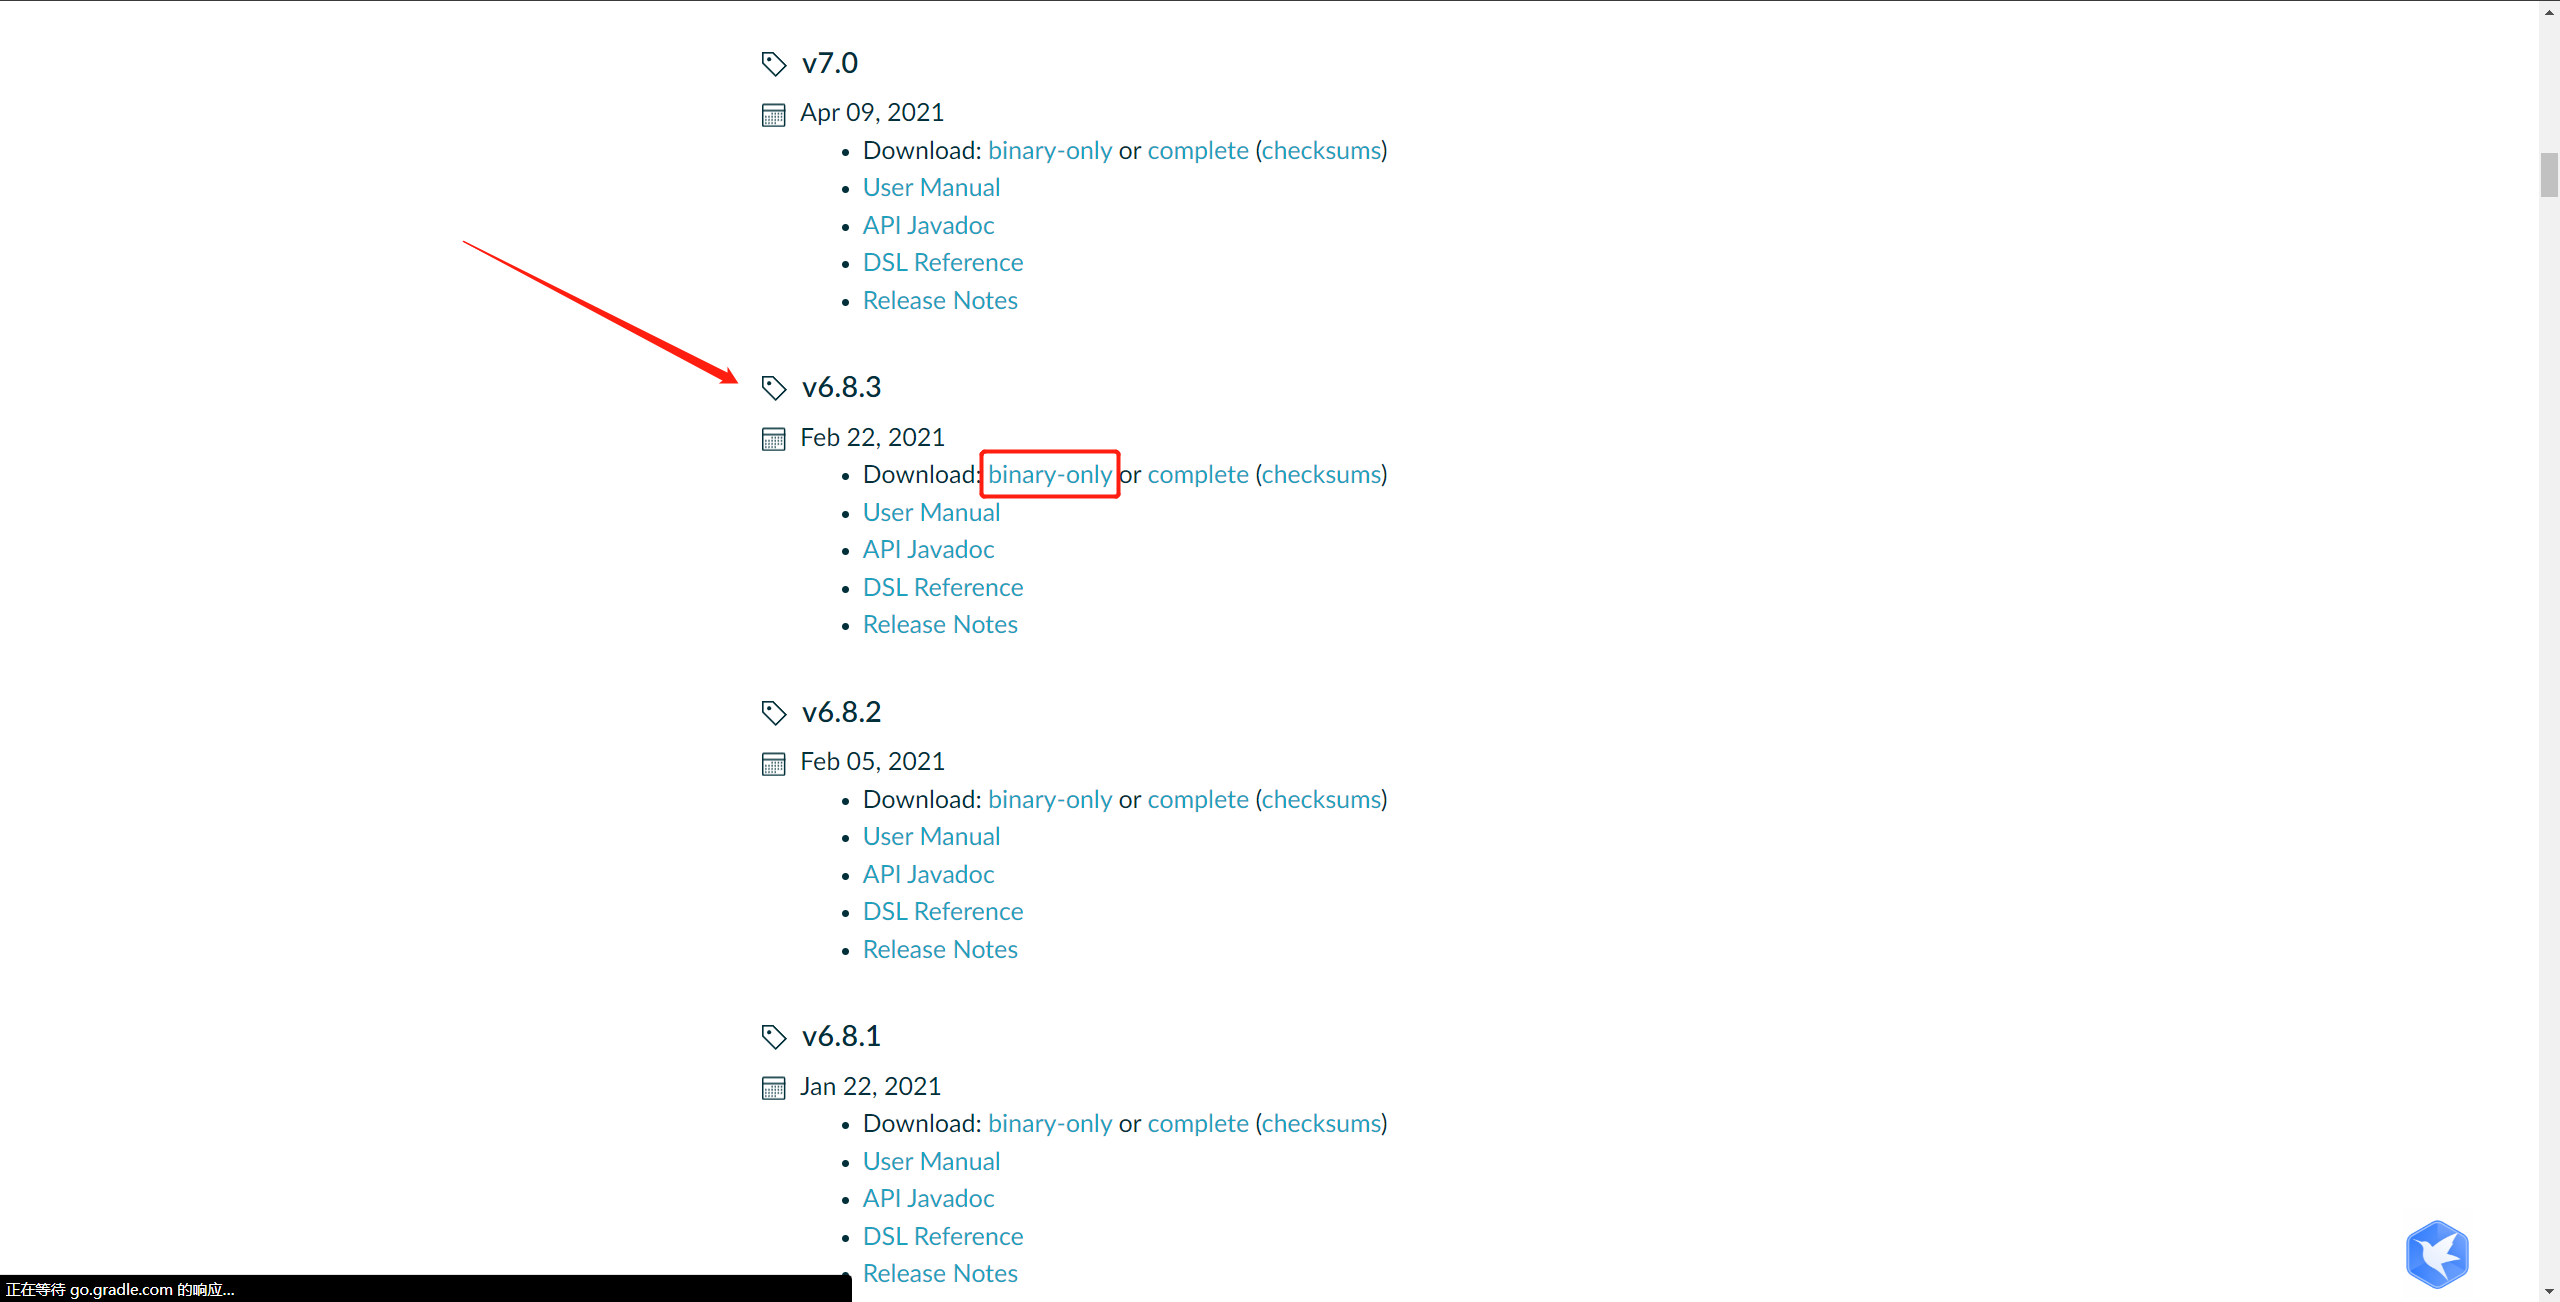 v7.0
Apr 09, 2021
Download: binary-only or complete (checksums)
User Manual
API Javadoc
DSL Reference
Release Notes
v6.8.3
Feb 22, 2021
Download: binary-only or complete (checksums)
User Manual
API Javadoc
DSL Reference
Release Notes
v6.8.2
Feb 05, 2021
Download: binary-only or complete (checksums)
User Manual
API Javadoc
DSL Reference
Release Notes
v6.8.1
Jan 22, 2021
Download: binary-only or complete (checksums)
User Manual
API Javadoc
DSL Reference
Release Notes
正在等待 go.gradle.com 的响应...